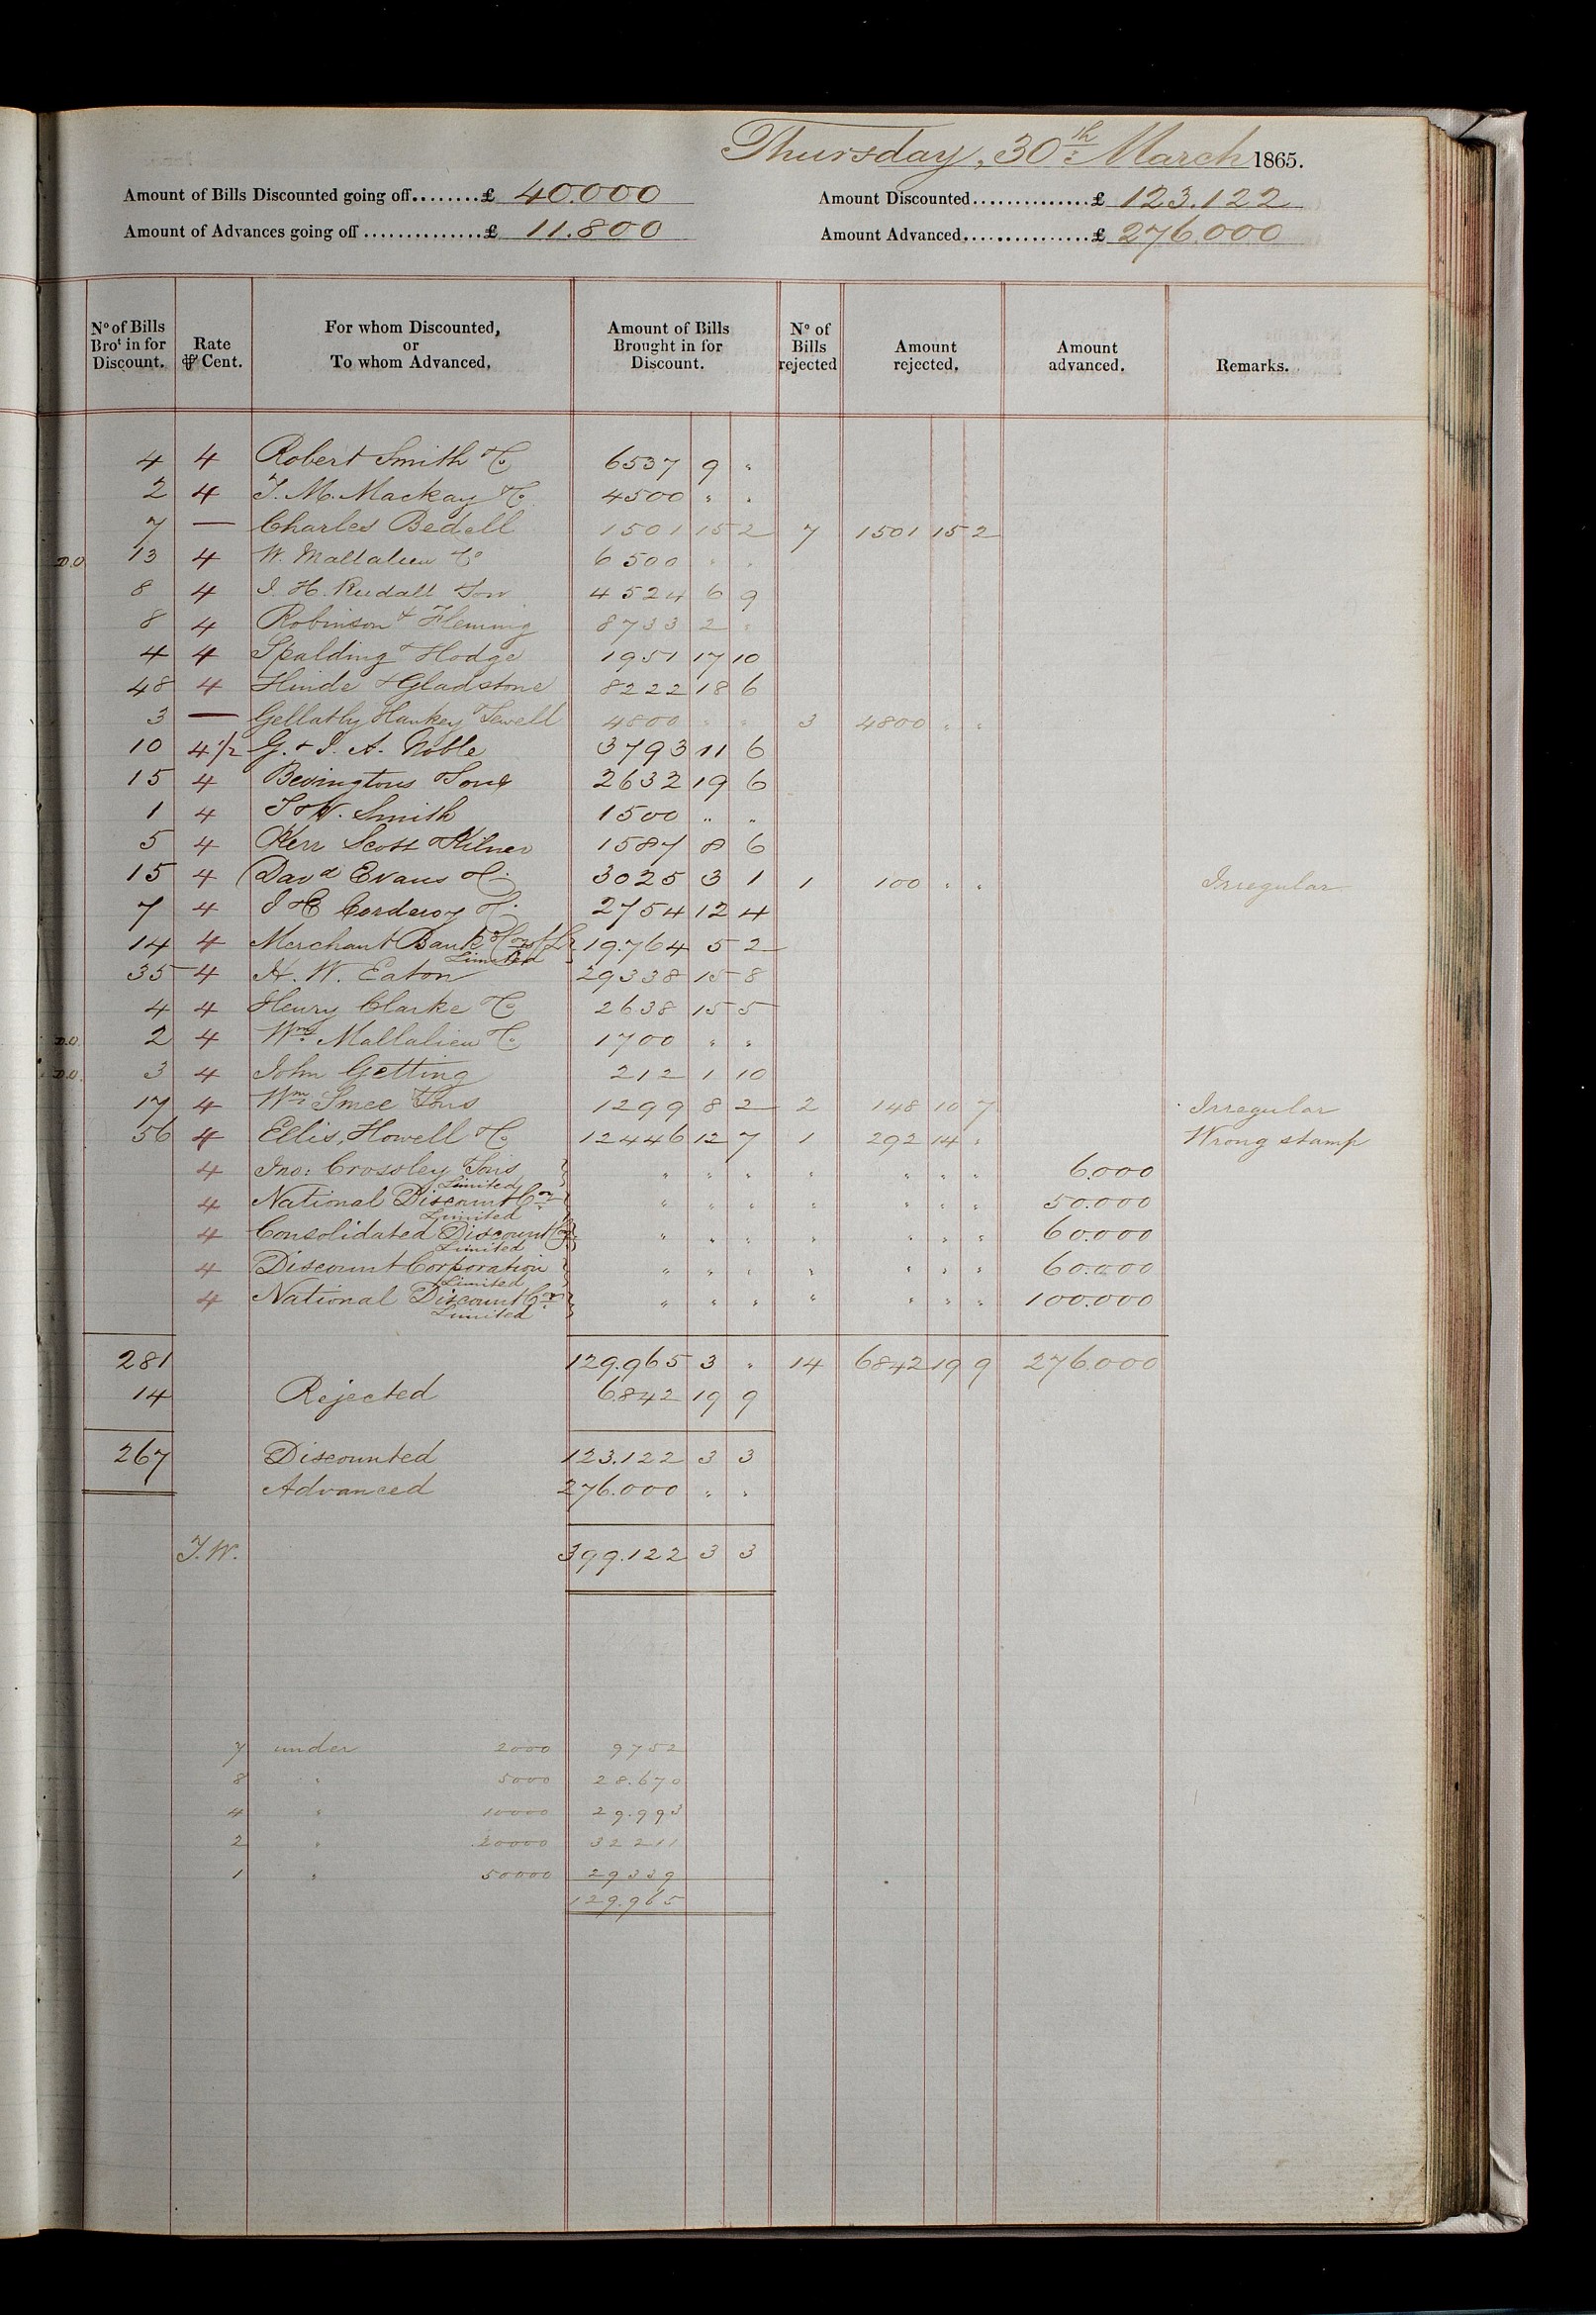 Thursday, 30th March 1865.
Amount of Bills Discounted going off........£ 40.000 Amount Discounted..............£ 123.122
Amount of Advances going off..............£ 11.800 Amount Advanced................£ 276.000
No of Bills Brot in for Discount. Rate ⅌ Cent. For whom Discounted, or To whom Advanced. Amount of Bills Brought in for Discount. No of Bills rejected Amount rejected. Amount advanced. Remarks.
4 4 Robert Smith & Co 6537 9 "
2 4 T. M. Mackay & Co 4500 " "
7 — Charles Bedell 1501 15 2 7 1501 15 2
D.O. 13 4 W. Mallalieu & Co 6500 " "
8 4 J. H. Rudall & Son 4524 6 9
8 4 Robinson & Fleming 8733 2 "
4 4 Spalding & Hodge 1951 17 10
48 4 Hinde & Gladstone 8222 18 6
3 — Gellatly Hankey & Sewell 4800 " " 3 4800 " "
10 4 1/2 G. & J. A. Noble 3793 11 6
15 4 Bevingtons & Sons 2632 19 6
1 4 T & W. Smith 1500 " "
5 4 Kerr Scott & Kilner 1587 8 6
15 4 Davd Evans & Co 3025 3 1 1 100 " " Irregular
7 4 J & C Corderoy & Co 2754 12 4
14 4 Merchant Bank Limited 19.764 5 2
35 4 H. W. Eaton 29338 15 8
4 4 Henry Clarke & Co 2638 15 5
D.O. 2 4 Wm Mallalieu & Co 1700 " "
D.O. 3 4 John Getting 212 1 10
17 4 Wm Smee & Sons 1299 8 2 2 148 10 7 Irregular
56 4 Ellis, Howell & Co 12446 12 7 1 292 14 " Wrong stamp
4 Jno: Crossley & Sons Limited " " " " " " " 6.000
4 National Discount Cоy Limited " " " " " " " 50.000
4 Consolidated Discount Coy Limited " " " " " " " 60.000
4 Discount Corporation Limited " " " " " " " 60.000
4 National Discount Coy Limited " " " " " " " 100.000
281 129.965 3 " 14 6842 19 9 276.000
14 Rejected 6.842 19 9
267 Discounted 123.122 3 3
Advanced 276.000 " "
T.W. 399.122 3 3
7 under 2000 9752
8 " 5000 28.670
4 " 10000 29.993
2 " 20000 32211
1 " 50000 29339
129.965